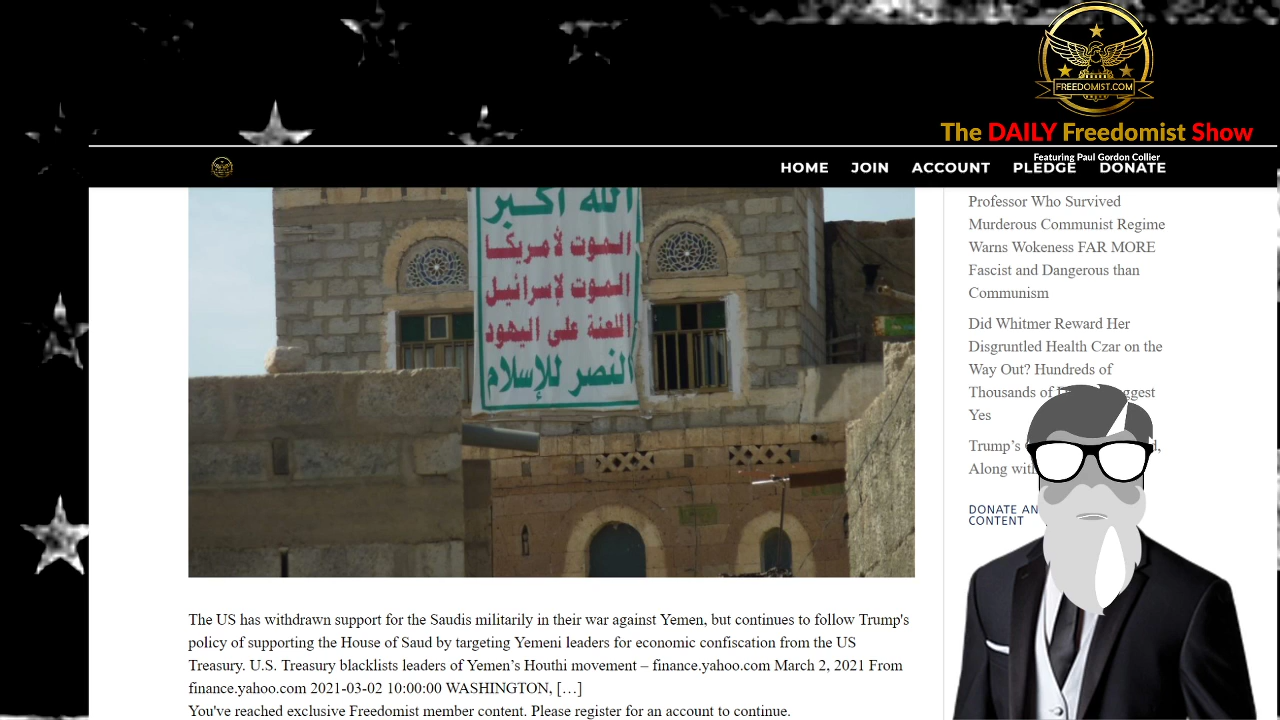 FREEDOMIST.COM
The DAILY Freedomist Show
Featuring Paul Gordon Collier
HOME JOIN ACCOUNT PLEDGE DONATE
الله أكبر
الموت لأمريكا
الموت لإسرائيل
اللعنة على اليهود
النصر للإسلام
The US has withdrawn support for the Saudis militarily in their war against Yemen, but continues to follow Trump's
policy of supporting the House of Saud by targeting Yemeni leaders for economic confiscation from the US
Treasury. U.S. Treasury blacklists leaders of Yemen’s Houthi movement – finance.yahoo.com March 2, 2021 From
finance.yahoo.com 2021-03-02 10:00:00 WASHINGTON, […]
You've reached exclusive Freedomist member content. Please register for an account to continue.
Professor Who Survived
Murderous Communist Regime
Warns Wokeness FAR MORE
Fascist and Dangerous than
Communism
Did Whitmer Reward Her
Disgruntled Health Czar on the
Way Out? Hundreds of
Thousands of
Yes
Trump’s
Along
DONATE
CONTENT